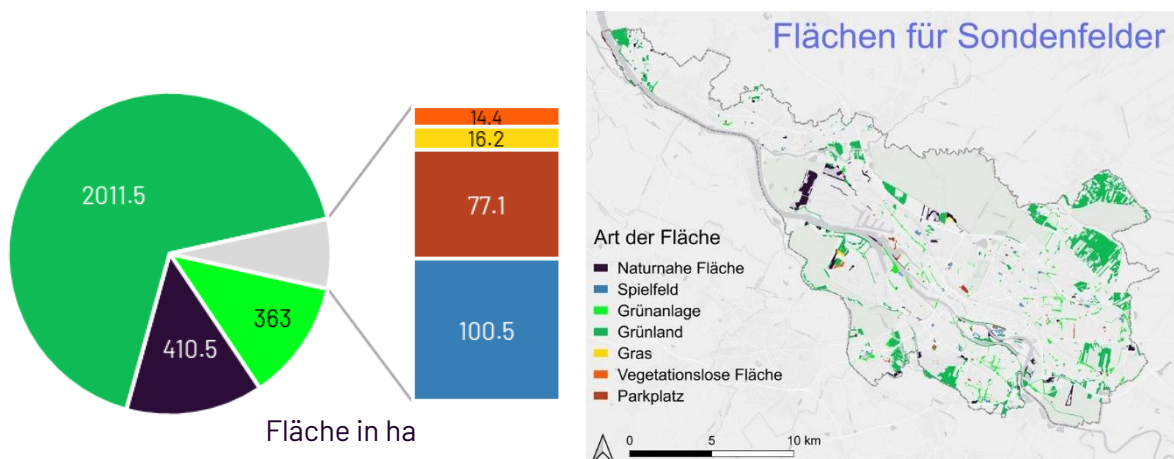 2011.5
363
410.5
14.4
16.2
77.1
100.5
Fläche in ha
Flächen für Sondenfelder
Art der Fläche
Naturnahe Fläche
Spielfeld
Grünanlage
Grünland
Gras
Vegetationslose Fläche
Parkplatz
0 5 10 km